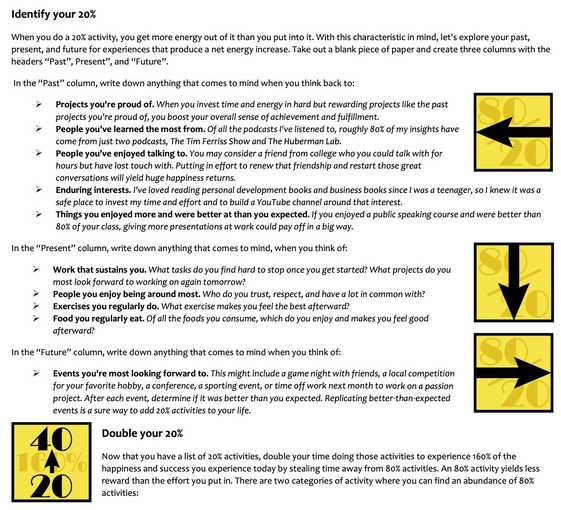 Identify your 20%
When you do a 20% activity, you get more energy out of it than you put into it. With this characteristic in mind, let's explore your past,
present, and future for experiences that produce a net energy increase. Take out a blank piece of paper and create three columns with the
headers "Past", Present", and "Future".
In the "Past" column, write down anything that comes to mind when you think back to:
➢ Projects you're proud of. When you invest time and energy in hard but rewarding projects like the past
projects you're proud of, you boost your overall sense of achievement and fulfillment.
➢ People you've learned the most from. Of all the podcasts I've listened to, roughly 80% of my insights have
come from just two podcasts, The Tim Ferriss Show and The Huberman Lab.
➢ People you've enjoyed talking to. You may consider a friend from college who you could talk with for
hours but have lost touch with. Putting in effort to renew that friendship and restart those great
conversations will yield huge happiness returns.
➢ Enduring interests. I've loved reading personal development books and business books since I was a teenager, so I knew it was a
safe place to invest my time and effort and to build a YouTube channel around that interest.
➢ Things you enjoyed more and were better at than you expected. If you enjoyed a public speaking course and were better than
80% of your class, giving more presentations at work could pay off in a big way.
80
20
In the "Present" column, write down anything that comes to mind, when you think of:
➢ Work that sustains you. What tasks do you find hard to stop once you get started? What projects do you
most look forward to working on again tomorrow?
➢ People you enjoy being around most. Who do you trust, respect, and have a lot in common with?
➢ Exercises you regularly do. What exercise makes you feel the best afterward?
➢ Food you regularly eat. Of all the foods you consume, which do you enjoy and makes you feel good
afterward?
80
20
In the "Future" column, write down anything that comes to mind when you think of:
➢ Events you're most looking forward to. This might include a game night with friends, a local competition
for your favorite hobby, a conference, a sporting event, or time off work next month to work on a passion
project. After each event, determine if it was better than you expected. Replicating better-than-expected
events is a sure way to add 20% activities to your life.
80
20
40
160%
20
Double your 20%
Now that you have a list of 20% activities, double your time doing those activities to experience 160% of the
happiness and success you experience today by stealing time away from 80% activities. An 80% activity yields less
reward than the effort you put in. There are two categories of activity where you can find an abundance of 80%
activities: